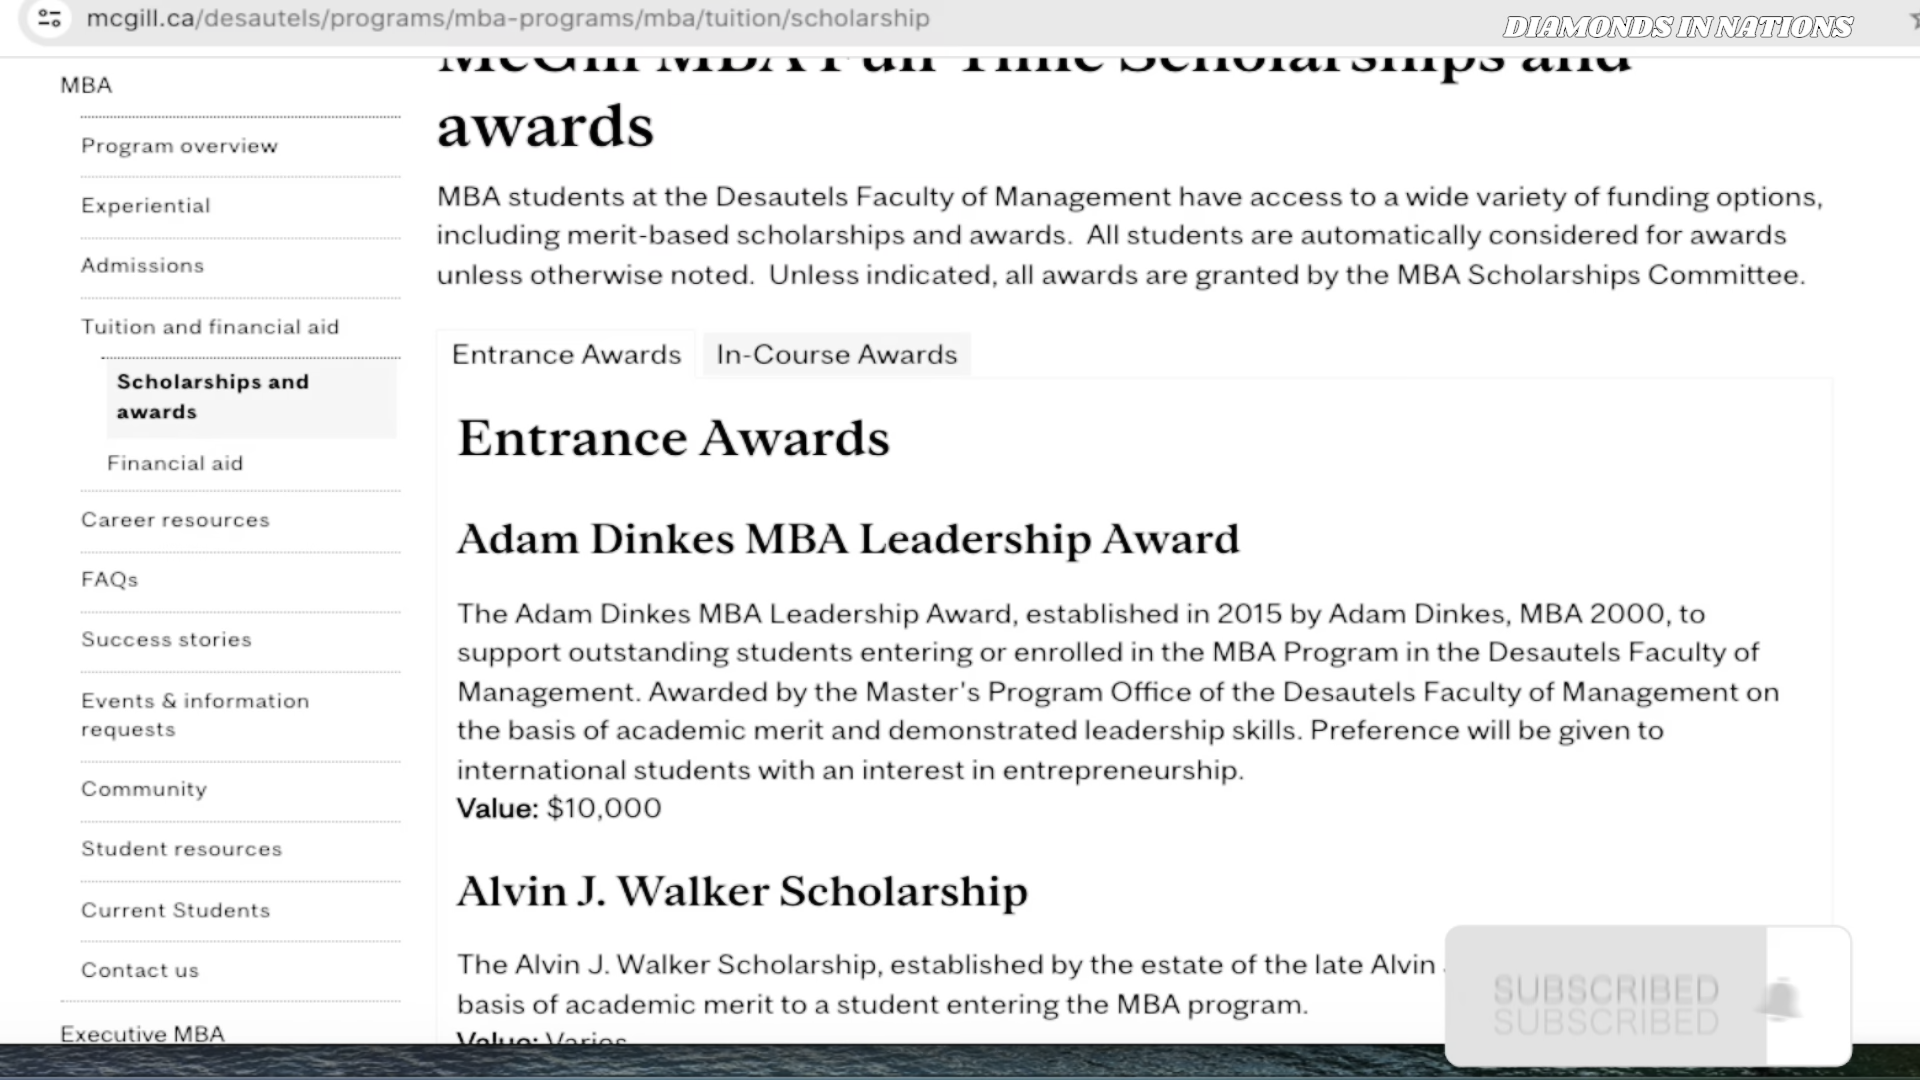 mcgill.ca/desautels/programs/mba-programs/mba/tuition/scholarship
DIAMONDS IN NATIONS
MBA
Program overview
Experiential
Admissions
Tuition and financial aid
Scholarships and
awards
Financial aid
Career resources
FAQs
Success stories
Events & information
requests
Community
Student resources
Current Students
Contact us
Executive MBA
McGill MBA Full Time Scholarships and
awards
MBA students at the Desautels Faculty of Management have access to a wide variety of funding options,
including merit-based scholarships and awards. All students are automatically considered for awards
unless otherwise noted. Unless indicated, all awards are granted by the MBA Scholarships Committee.
Entrance Awards
In-Course Awards
Entrance Awards
Adam Dinkes MBA Leadership Award
The Adam Dinkes MBA Leadership Award, established in 2015 by Adam Dinkes, MBA 2000, to
support outstanding students entering or enrolled in the MBA Program in the Desautels Faculty of
Management. Awarded by the Master's Program Office of the Desautels Faculty of Management on
the basis of academic merit and demonstrated leadership skills. Preference will be given to
international students with an interest in entrepreneurship.
Value: $10,000
Alvin J. Walker Scholarship
The Alvin J. Walker Scholarship, established by the estate of the late Alvin
basis of academic merit to a student entering the MBA program.
Value: Varies
SUBSCRIBED
SUBSCRIBED